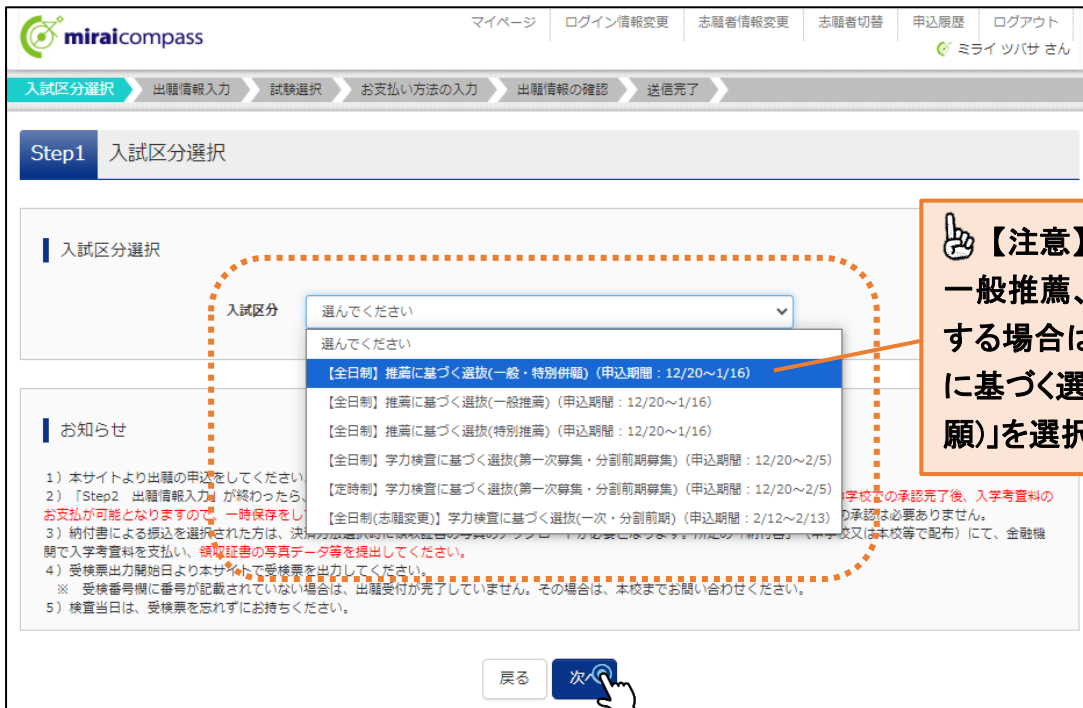 miraicompass
マイページ ログイン情報変更 志願者情報変更 志願者切替 申込履歴 ログアウト
ミライ ツバサ さん
入試区分選択 出願情報入力 試験選択 お支払い方法の入力 出願情報の確認 送信完了
Step1 入試区分選択
入試区分選択
入試区分 選んでください
選んでください
【全日制】推薦に基づく選抜(一般・特別併願)（申込期間：12/20～1/16）
【全日制】推薦に基づく選抜(一般推薦)（申込期間：12/20～1/16）
【全日制】推薦に基づく選抜(特別推薦)（申込期間：12/20～1/16）
【全日制】学力検査に基づく選抜(第一次募集・分割前期募集)（申込期間：12/20～2/5）
【定時制】学力検査に基づく選抜(第一次募集・分割前期募集)（申込期間：12/20～2/5）
【全日制(志願変更)】学力検査に基づく選抜(一次・分割前期)（申込期間：2/12～2/13）
【注意】
一般推薦、
する場合は
に基づく選
願)」を選択
お知らせ
1）本サイトより出願の申込をしてください
2）「Step2 出願情報入力」が終わったら、 学校での承認完了後、入学考査料の
お支払が可能となりますので、一時保存をし の承認は必要ありません。
3）納付書による振込を選択された方は、 (中学校又は本校等で配布）にて、金融機
関で入学考査料を支払い、領収証書の写真データ等を提出してください。
4）受検票出力開始日より本サイトで受検票を出力してください。
※ 受検番号欄に番号が記載されていない場合は、出願受付が完了していません。その場合は、本校までお問い合わせください。
5）検査当日は、受検票を忘れずにお持ちください。
戻る 次へ